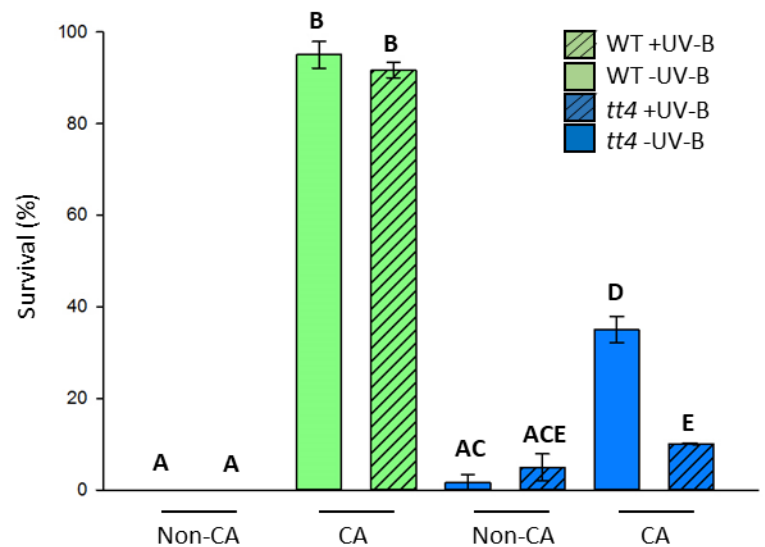 100
80
60
40
20
0
Survival (%)
A
A
B
B
AC
ACE
D
E
WT +UV-B
WT -UV-B
tt4 +UV-B
tt4 -UV-B
Non-CA
CA
Non-CA
CA